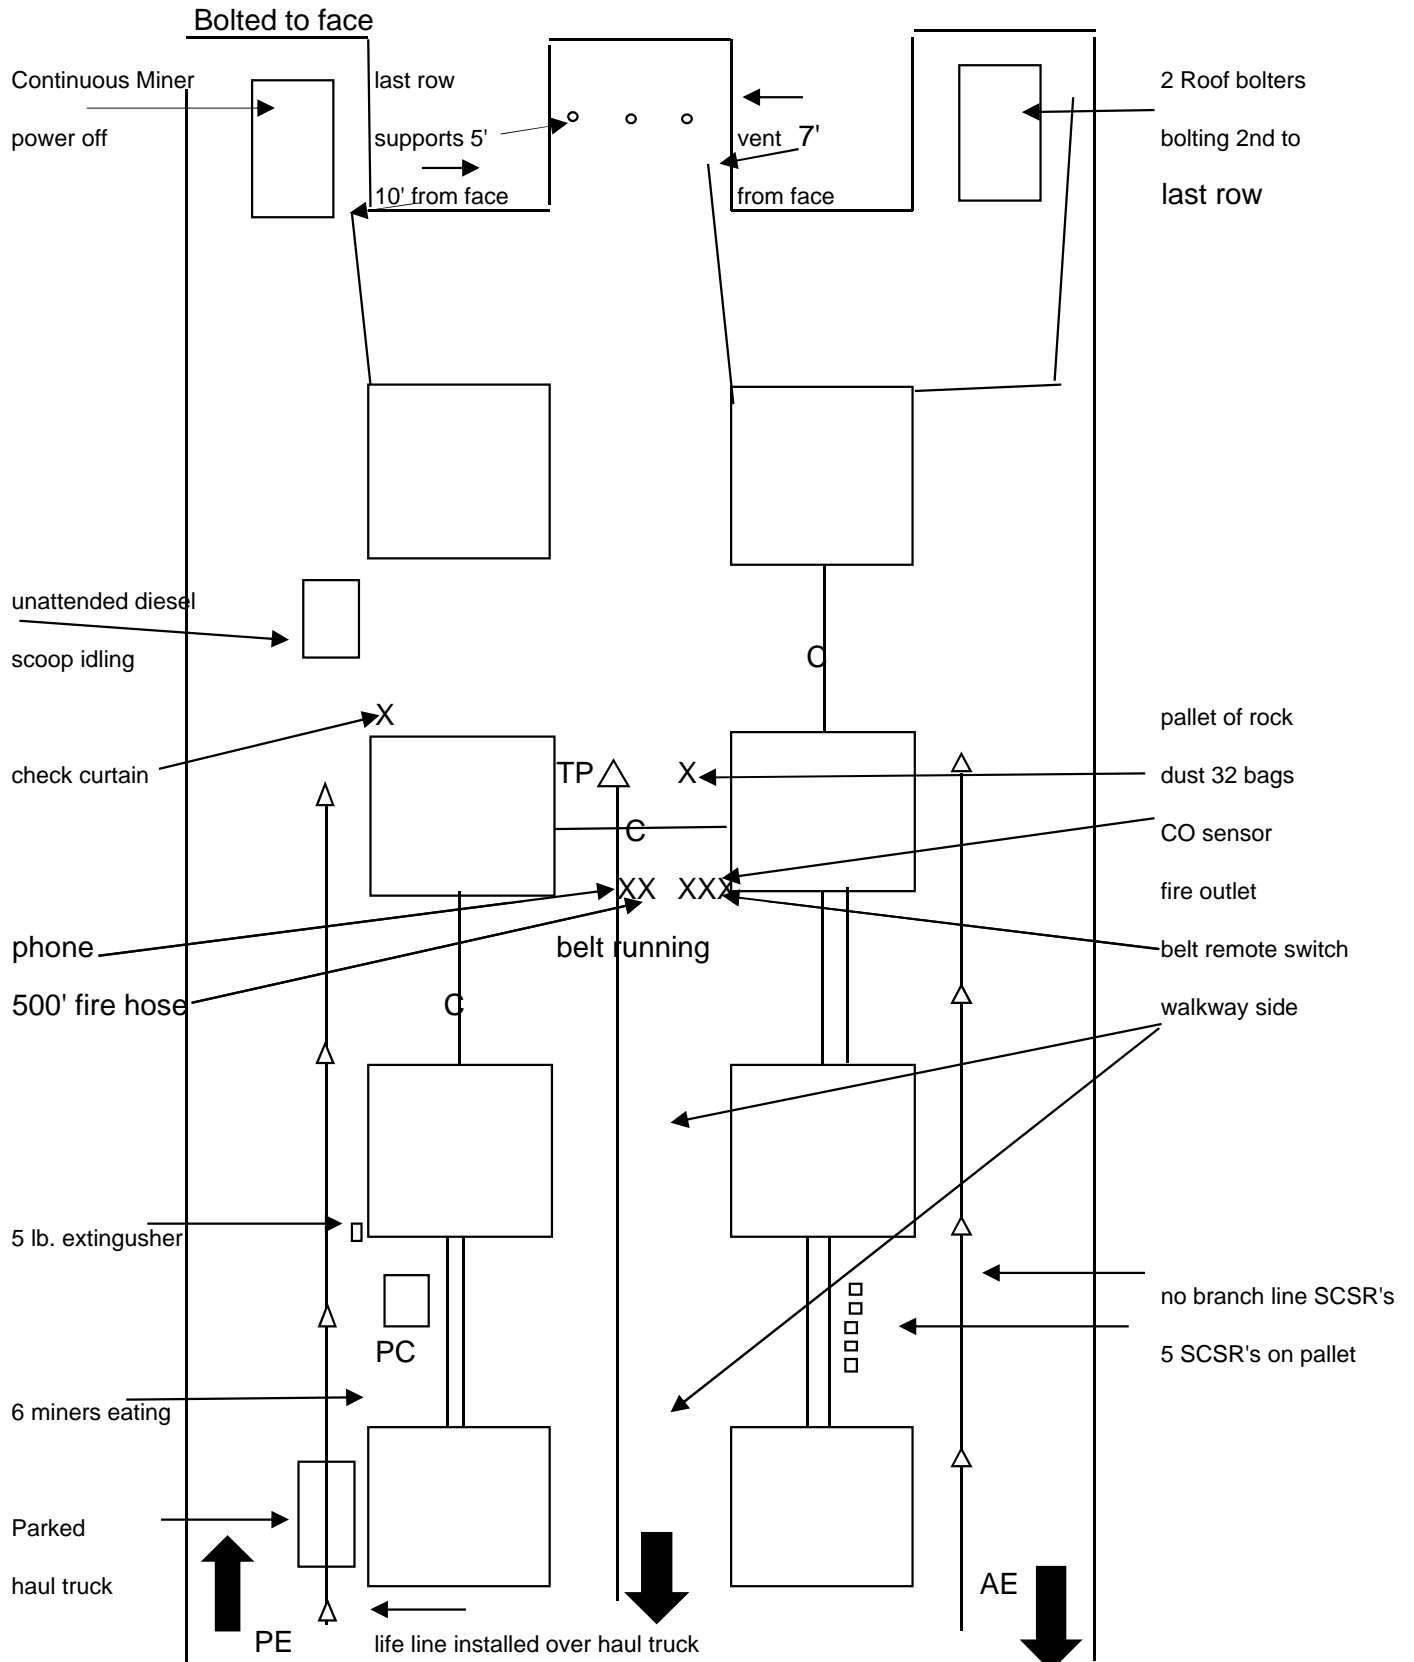 Bolted to face
Continuous Miner
last row
2 Roof bolters
power off
supports 5'
vent 7'
bolting 2nd to
10' from face
from face
last row
unattended diesel
scoop idling
C
X
pallet of rock
check curtain
TP
X
dust 32 bags
C
CO sensor
XX
XXX
fire outlet
phone
belt running
belt remote switch
500' fire hose
C
walkway side
5 lb. extingusher
no branch line SCSR's
PC
5 SCSR's on pallet
6 miners eating
Parked
haul truck
AE
PE
life line installed over haul truck